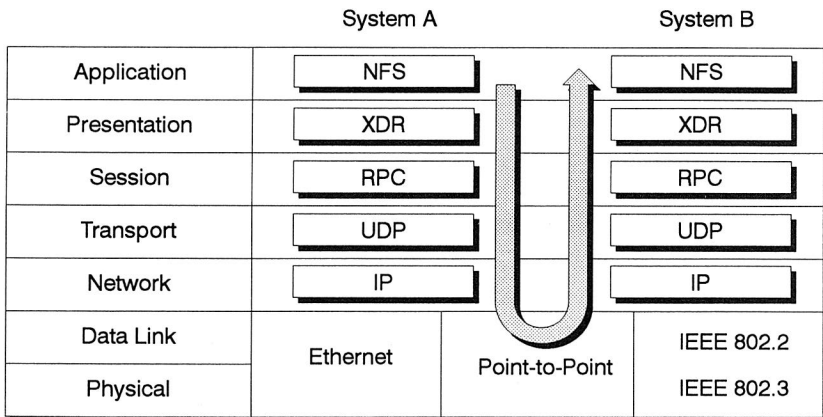 System A System B
Application NFS NFS
Presentation XDR XDR
Session RPC RPC
Transport UDP UDP
Network IP IP
Data Link IEEE 802.2
Ethernet Point-to-Point
Physical IEEE 802.3